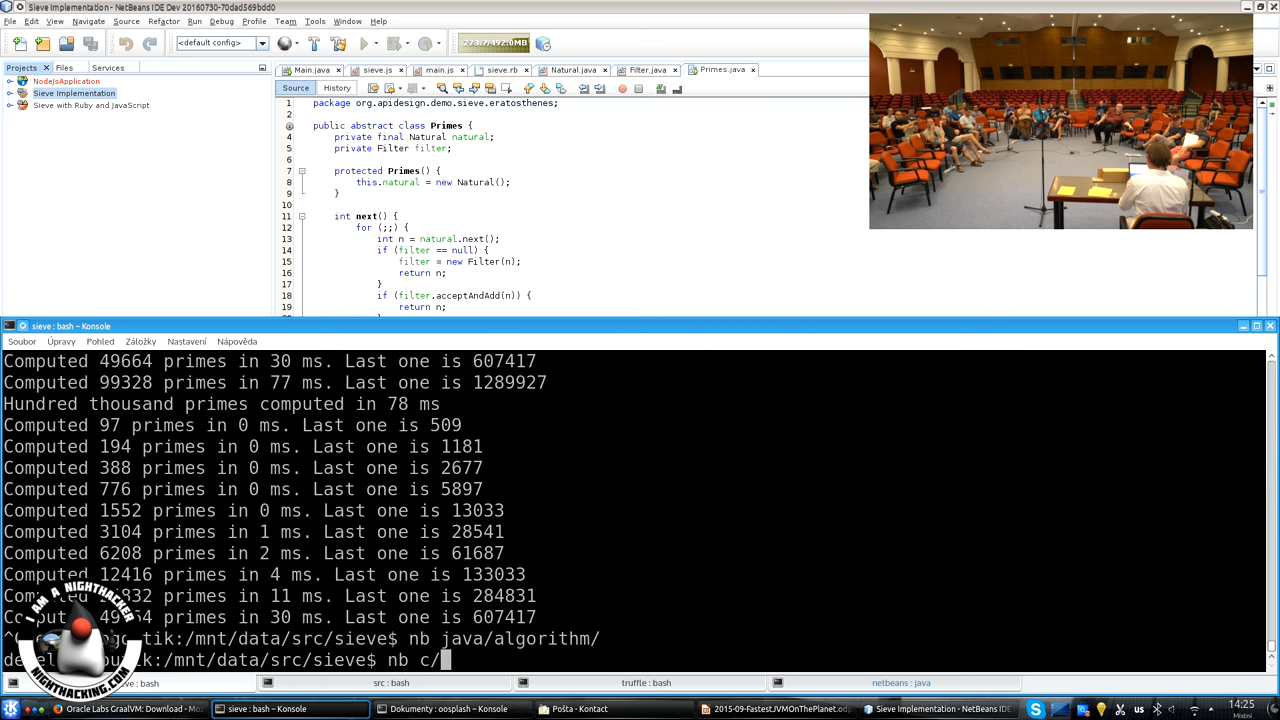 Sieve Implementation - NetBeans IDE Dev 20160730-70dad569bdd0
File Edit View Navigate Source Refactor Run Debug Profile Team Tools Window Help
<default config>
273.7/492.0MB
Projects Files Services
Main.java sieve.js main.js sieve.rb Natural.java Filter.java Primes.java
NodeJsApplication
Sieve Implementation
Sieve with Ruby and JavaScript
Source History
1 package org.apidesign.demo.sieve.eratosthenes;
2
public abstract class Primes {
4 private final Natural natural;
5 private Filter filter;
6
7 protected Primes() {
8 this.natural = new Natural();
9 }
10
11 int next() {
12 for (;;) {
13 int n = natural.next();
14 if (filter == null) {
15 filter = new Filter(n);
16 return n;
17 }
18 if (filter.acceptAndAdd(n)) {
19 return n;
sieve : bash – Konsole
Soubor Úpravy Pohled Záložky Nastavení Nápověda
Computed 49664 primes in 30 ms. Last one is 607417
Computed 99328 primes in 77 ms. Last one is 1289927
Hundred thousand primes computed in 78 ms
Computed 97 primes in 0 ms. Last one is 509
Computed 194 primes in 0 ms. Last one is 1181
Computed 388 primes in 0 ms. Last one is 2677
Computed 776 primes in 0 ms. Last one is 5897
Computed 1552 primes in 0 ms. Last one is 13033
Computed 3104 primes in 1 ms. Last one is 28541
Computed 6208 primes in 2 ms. Last one is 61687
Computed 12416 primes in 4 ms. Last one is 133033
832 primes in 11 ms. Last one is 284831
primes in 30 ms. Last one is 607417
tik:/mnt/data/src/sieve$ nb java/algorithm/
tik:/mnt/data/src/sieve$ nb c/
I AM A NIGHTHACKER
NIGHTHACKING.COM
: bash src : bash truffle : bash netbeans : java
Oracle Labs GraalVM: Download - Mo... sieve : bash – Konsole Dokumenty : oosplash – Konsole Pošta - Kontact 2015-09-FastestJVMOnThePlanet.odp Sieve Implementation - NetBeans IDE us 14:25
Místní